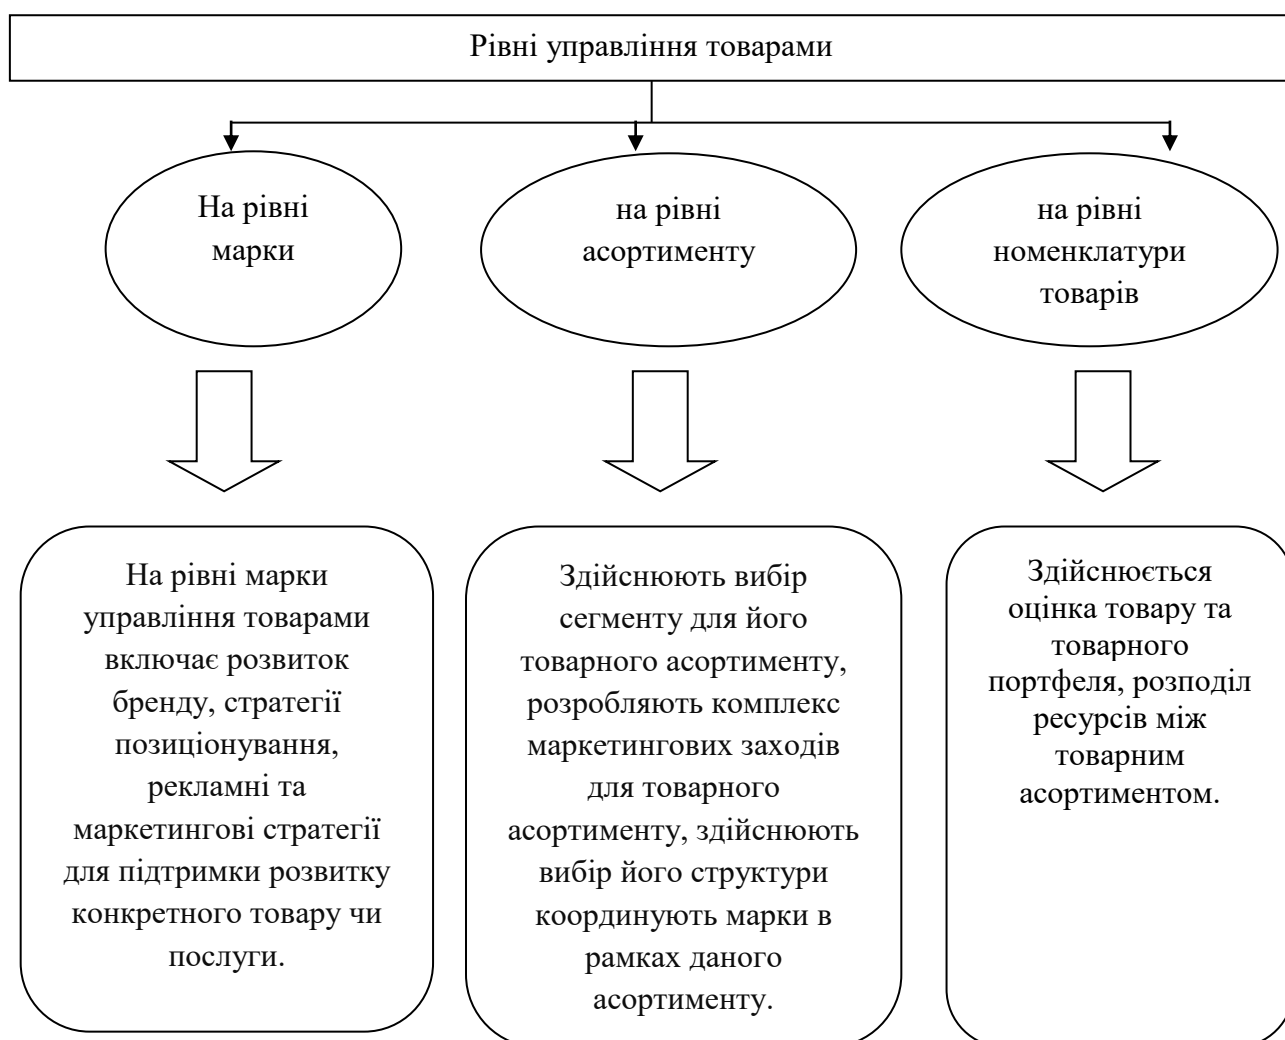 Рівні управління товарами
На рівні
марки
на рівні
асортименту
на рівні
номенклатури
товарів
На рівні марки
управління товарами
включає розвиток
бренду, стратегії
позиціонування,
рекламні та
маркетингові стратегії
для підтримки розвитку
конкретного товару чи
послуги.
Здійснюють вибір
сегменту для його
товарного асортименту,
розробляють комплекс
маркетингових заходів
для товарного
асортименту, здійснюють
вибір його структури
координують марки в
рамках даного
асортименту.
Здійснюється
оцінка товару та
товарного
портфеля, розподіл
ресурсів між
товарним
асортиментом.